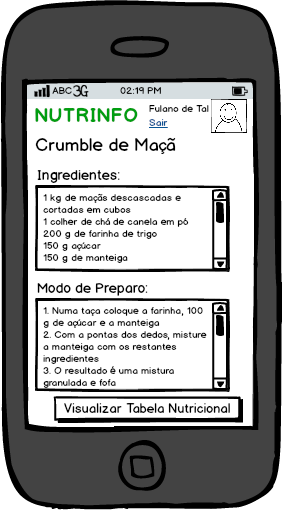 ABC 3G 02:19 PM
NUTRINFO
Fulano de Tal
Sair
Crumble de Maçã
Ingredientes:
1 kg de maçãs descascadas e
cortadas em cubos
1 colher de chá de canela em pó
200 g de farinha de trigo
150 g açúcar
150 g de manteiga
Modo de Preparo:
1. Numa taça coloque a farinha, 100
g de açúcar e a manteiga
2. Com a pontas dos dedos, misture
a manteiga com os restantes
ingredientes
3. O resultado é uma mistura
granulada e fofa
Visualizar Tabela Nutricional